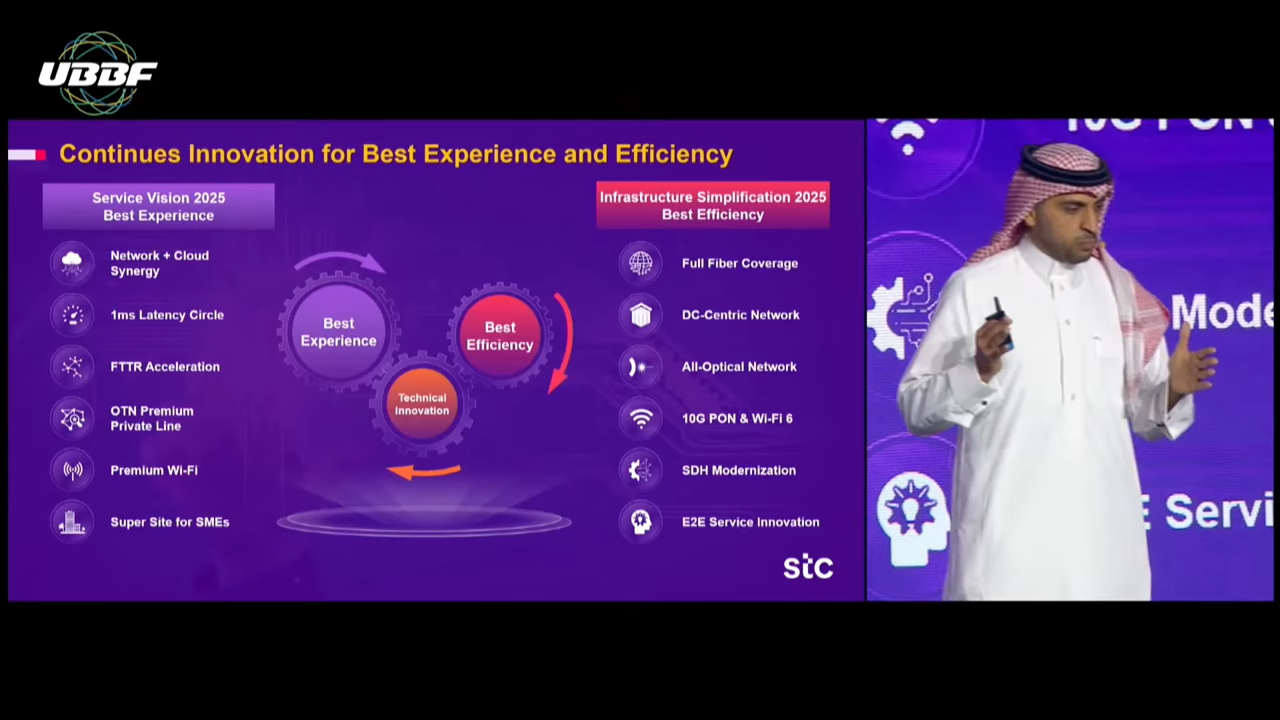 UBBF
Continues Innovation for Best Experience and Efficiency
Service Vision 2025
Best Experience
Network + Cloud
Synergy
1ms Latency Circle
FTTR Acceleration
OTN Premium
Private Line
Premium Wi-Fi
Super Site for SMEs
Best
Experience
Best
Efficiency
Technical
Innovation
Infrastructure Simplification 2025
Best Efficiency
Full Fiber Coverage
DC-Centric Network
All-Optical Network
10G PON & Wi-Fi 6
SDH Modernization
E2E Service Innovation
stc
10G PON
Mode
E Servi